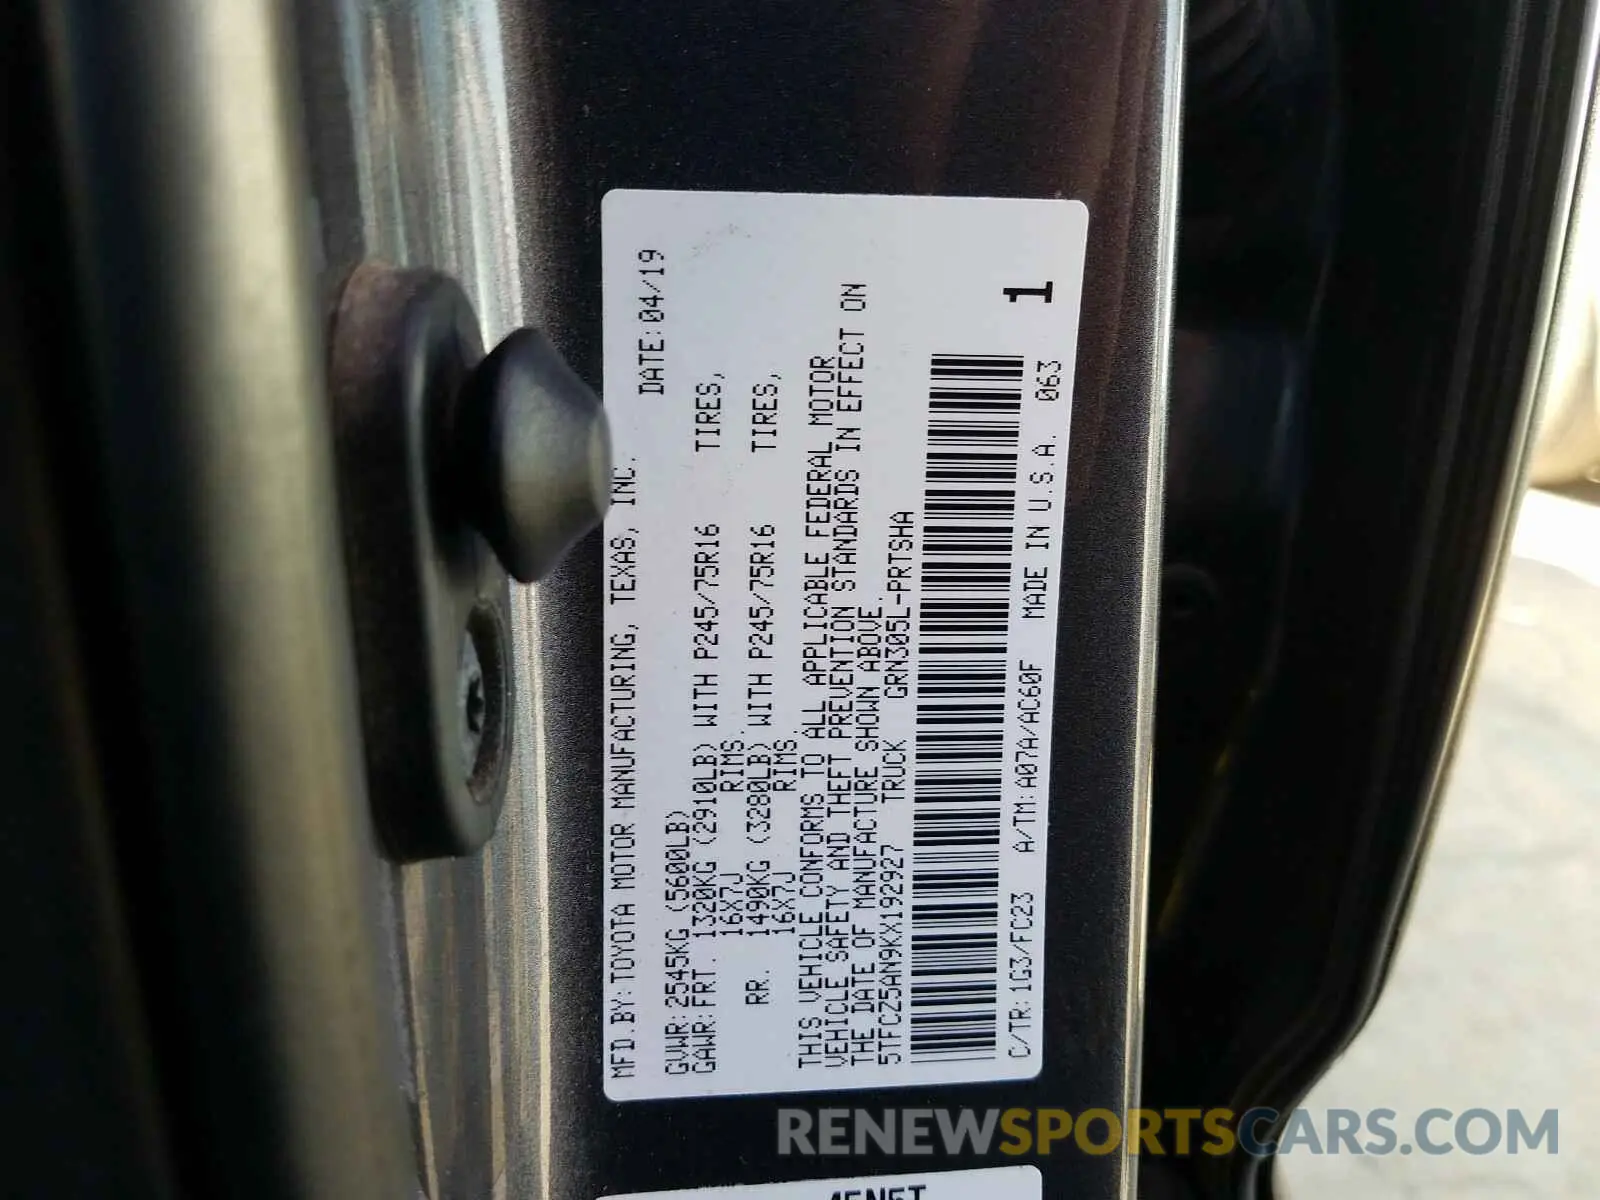 MFD.BY:TOYOTA MOTOR MANUFACTURING, TEXAS, INC.
DATE:04/19
GVWR:2545KG (5600LB)
GAWR:FRT. 1320KG (2910LB) WITH P245/75R16 TIRES,
16X7J RIMS.
RR. 1490KG (3280LB) WITH P245/75R16 TIRES,
16X7J RIMS.
THIS VEHICLE CONFORMS TO ALL APPLICABLE FEDERAL MOTOR
VEHICLE SAFETY AND THEFT PREVENTION STANDARDS IN EFFECT ON
THE DATE OF MANUFACTURE SHOWN ABOVE.
5TFCZ5AN9KX192927 TRUCK GRN305L-PRTSHA
1
C/TR:1G3/FC23 A/TM:A07A/AC60F MADE IN U.S.A. 063
RENEWSPORTSCARS.COM